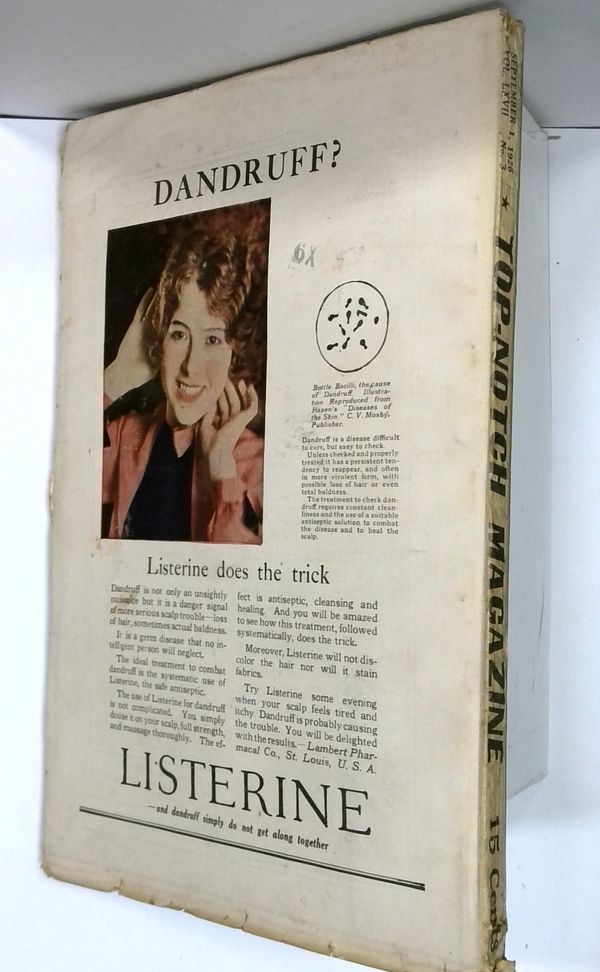 DANDRUFF?
6X
Bottle Bacilli, the cause
of Dandruff. Illustra-
tion Reproduced from
Hazen's "Diseases of
the Skin." C. V. Mosby,
Publisher.
Dandruff is a disease difficult
to cure, but easy to check.
Unless checked and properly
treated it has a persistent ten-
dency to reappear, and often
in more virulent form, with
possible loss of hair or even
total baldness.
The treatment to check dan-
druff requires constant clean-
liness and the use of a suitable
antiseptic solution to combat
the disease and to heal the
scalp.
Listerine does the trick
Dandruff is not only an unsightly
nuisance but it is a danger signal
of more serious scalp trouble—loss
of hair, sometimes actual baldness.
It is a germ disease that no in-
telligent person will neglect.
The ideal treatment to combat
dandruff is the systematic use of
Listerine, the safe antiseptic.
The use of Listerine for dandruff
is not complicated. You simply
douse it on your scalp, full strength,
and massage thoroughly. The ef-
fect is antiseptic, cleansing and
healing. And you will be amazed
to see how this treatment, followed
systematically, does the trick.
Moreover, Listerine will not dis-
color the hair nor will it stain
fabrics.
Try Listerine some evening
when your scalp feels tired and
itchy. Dandruff is probably causing
the trouble. You will be delighted
with the results.—Lambert Phar-
macal Co., St. Louis, U. S. A.
LISTERINE
—and dandruff simply do not get along together
SEPTEMBER 1, 1926
VOL. LXVII No. 3
★ TOP-NOTCH MAGAZINE 15 Cents